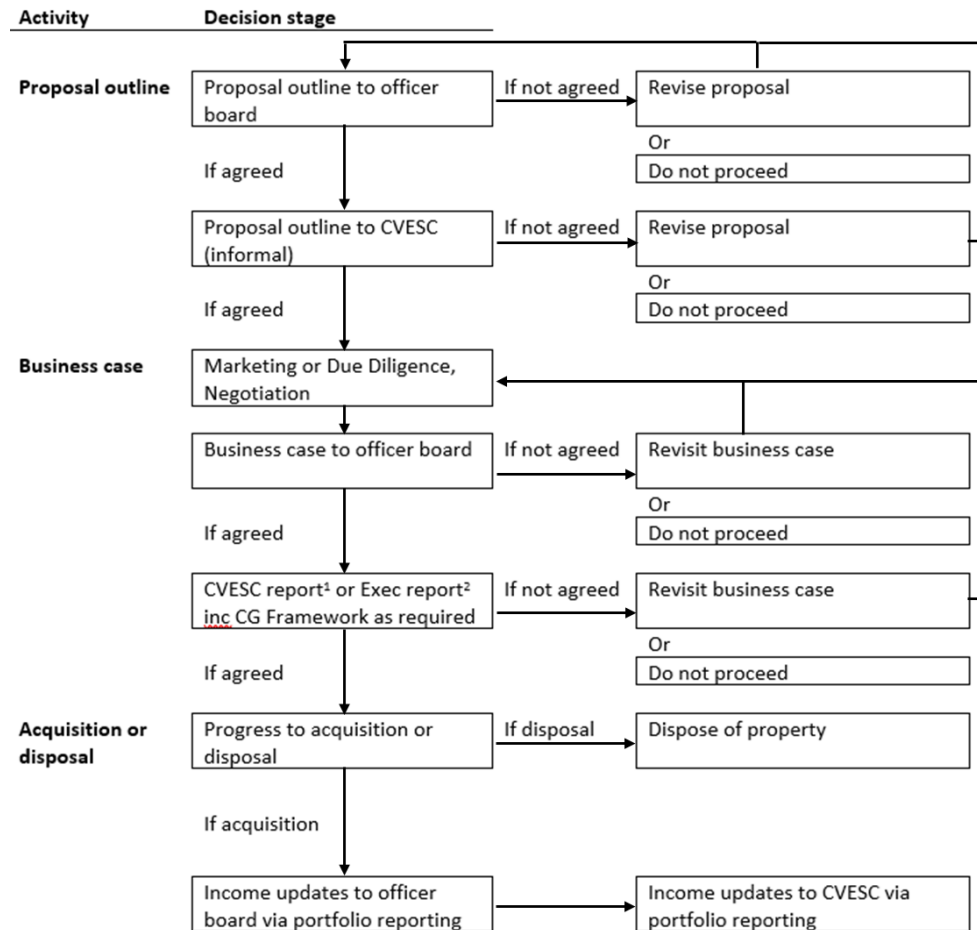 Activity Decision stage
Proposal outline
Proposal outline to officer
board
If not agreed
Revise proposal
Or
Do not proceed
If agreed
Proposal outline to CVESC
(informal)
If not agreed
Revise proposal
Or
Do not proceed
If agreed
Business case
Marketing or Due Diligence,
Negotiation
Business case to officer board
If not agreed
Revisit business case
Or
Do not proceed
If agreed
CVESC report¹ or Exec report²
inc CG Framework as required
If not agreed
Revisit business case
Or
Do not proceed
If agreed
Acquisition or
disposal
Progress to acquisition or
disposal
If disposal
Dispose of property
If acquisition
Income updates to officer
board via portfolio reporting
Income updates to CVESC via
portfolio reporting